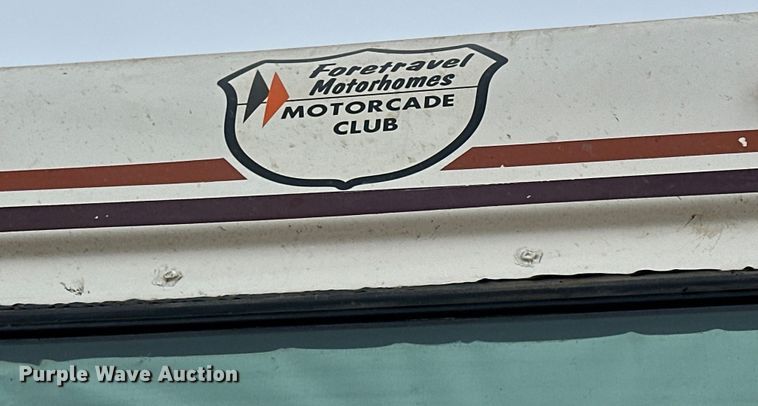 Foretravel
Motorhomes
MOTORCADE
CLUB
Purple Wave Auction